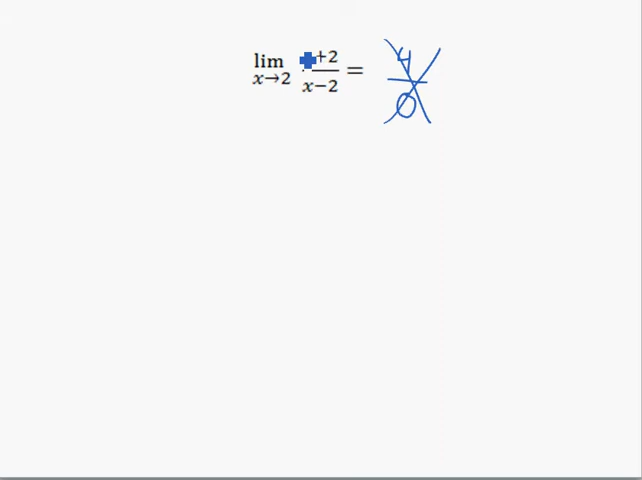 lim x→2 +2/x−2 = 4/0